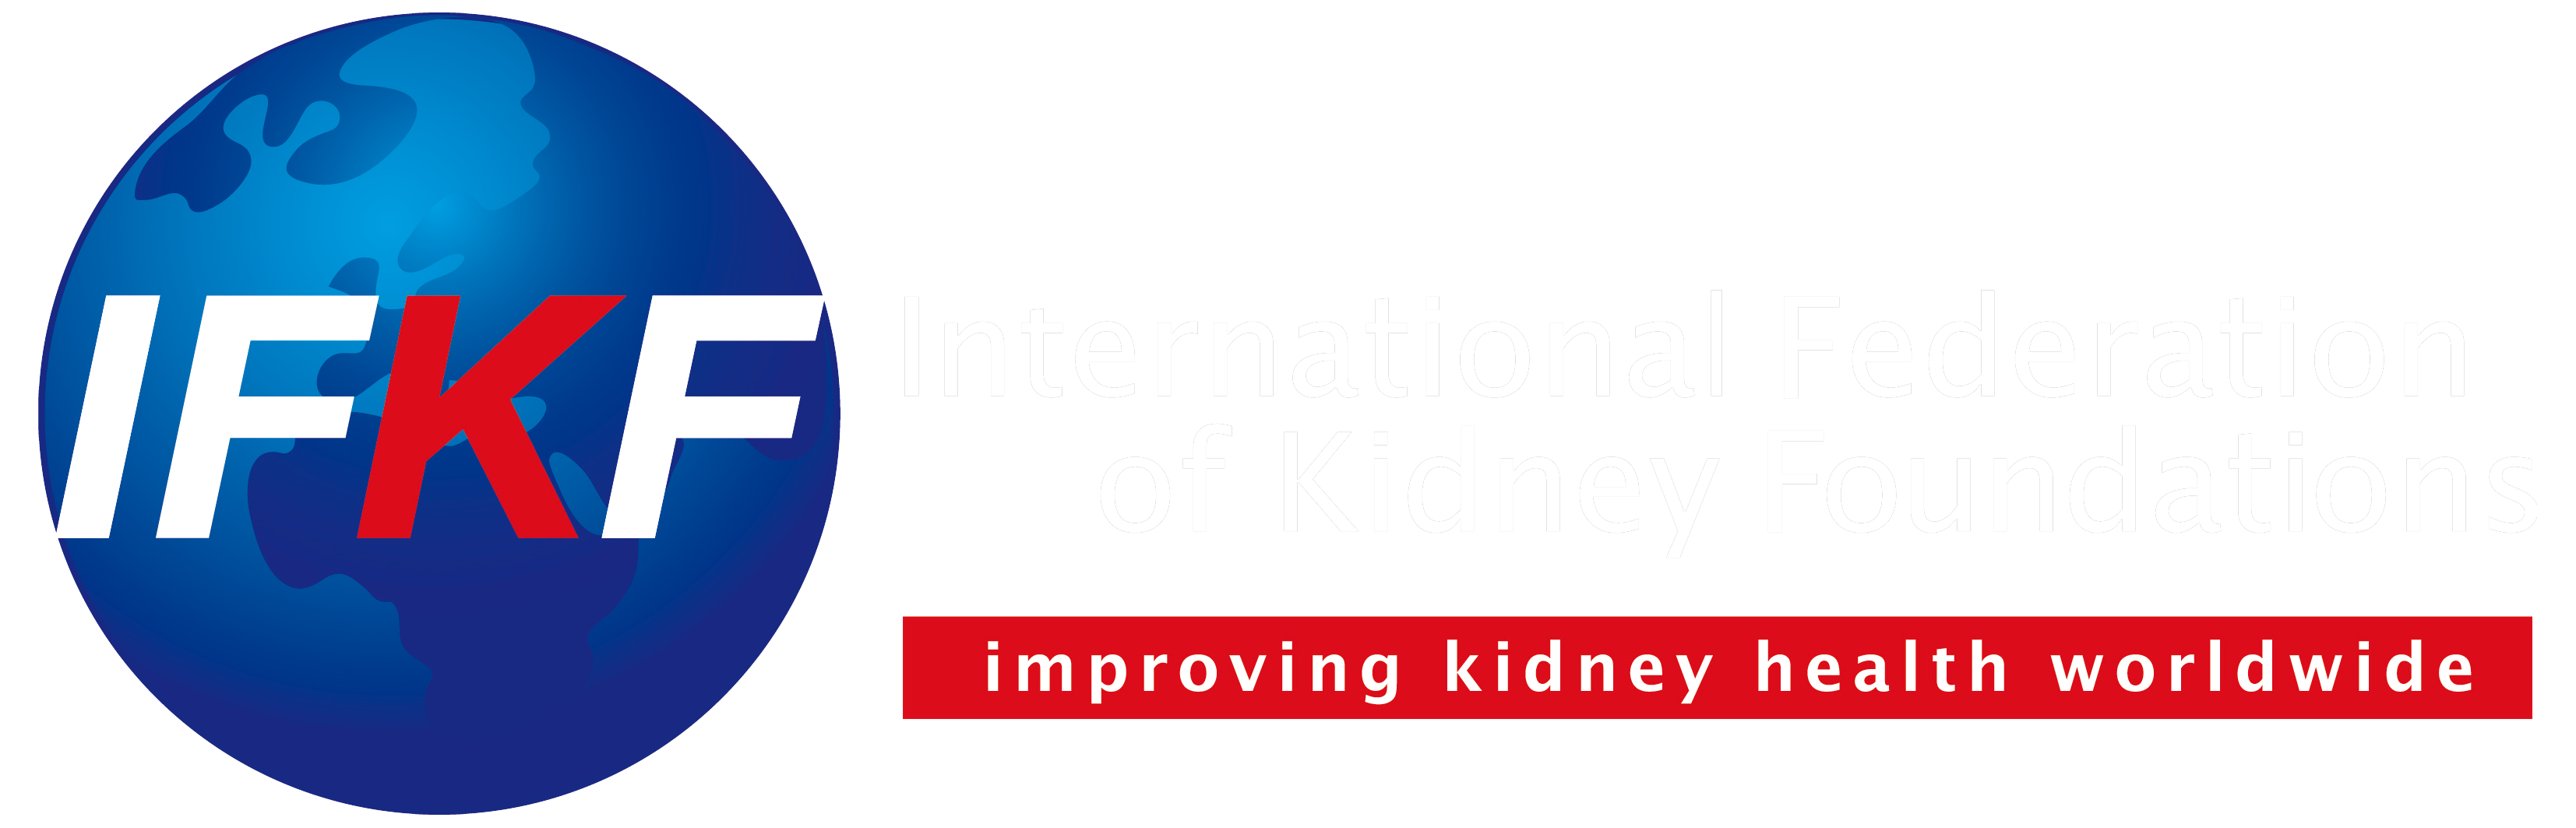 IFKF
International Federation
of Kidney Foundations
improving kidney health worldwide